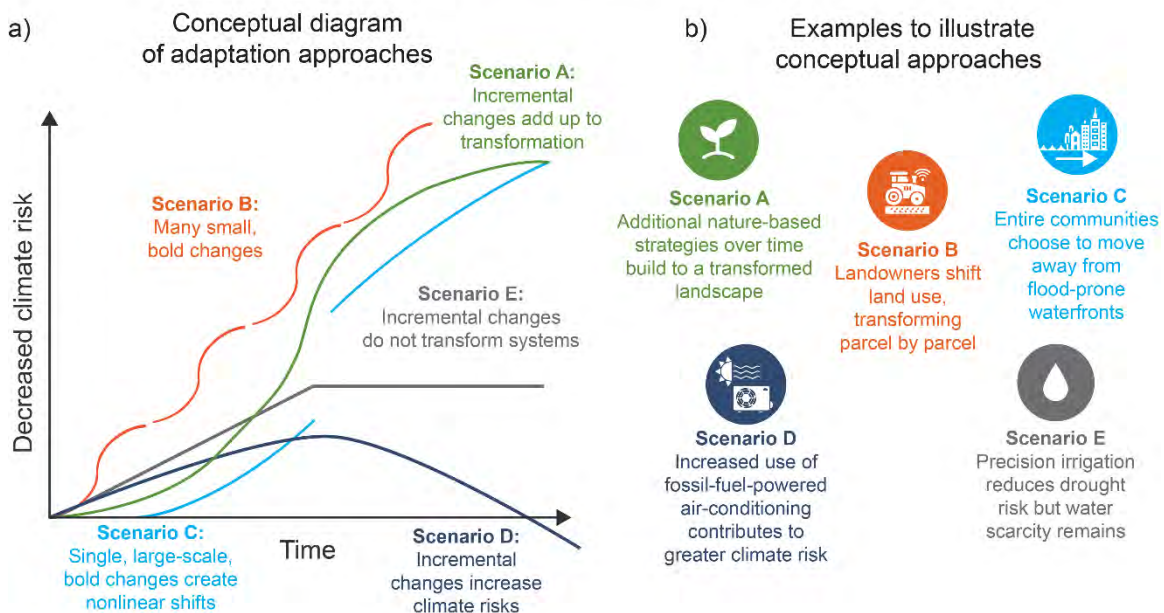 a)
Conceptual diagram
of adaptation approaches
Decreased climate risk
Scenario A:
Incremental
changes add up to
transformation
Scenario B:
Many small,
bold changes
Scenario E:
Incremental changes
do not transform systems
Scenario C:
Single, large-scale,
bold changes create
nonlinear shifts
Time
Scenario D:
Incremental
changes increase
climate risks
b)
Examples to illustrate
conceptual approaches
Scenario A
Additional nature-based
strategies over time
build to a transformed
landscape
Scenario B
Landowners shift
land use,
transforming
parcel by parcel
Scenario C
Entire communities
choose to move
away from
flood-prone
waterfronts
Scenario D
Increased use of
fossil-fuel-powered
air-conditioning
contributes to
greater climate risk
Scenario E
Precision irrigation
reduces drought
risk but water
scarcity remains